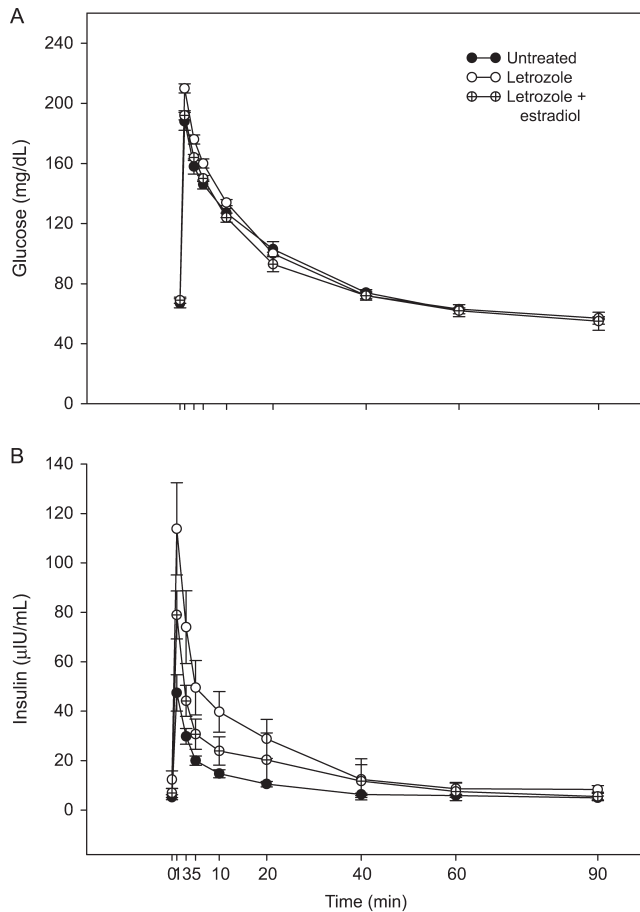 A
240
200
160
120
80
40
0
Glucose (mg/dL)
Untreated
Letrozole
Letrozole +
estradiol
B
140
120
100
80
60
40
20
0
Insulin (μIU/mL)
0 1 3 5 10 20 40 60 90
Time (min)